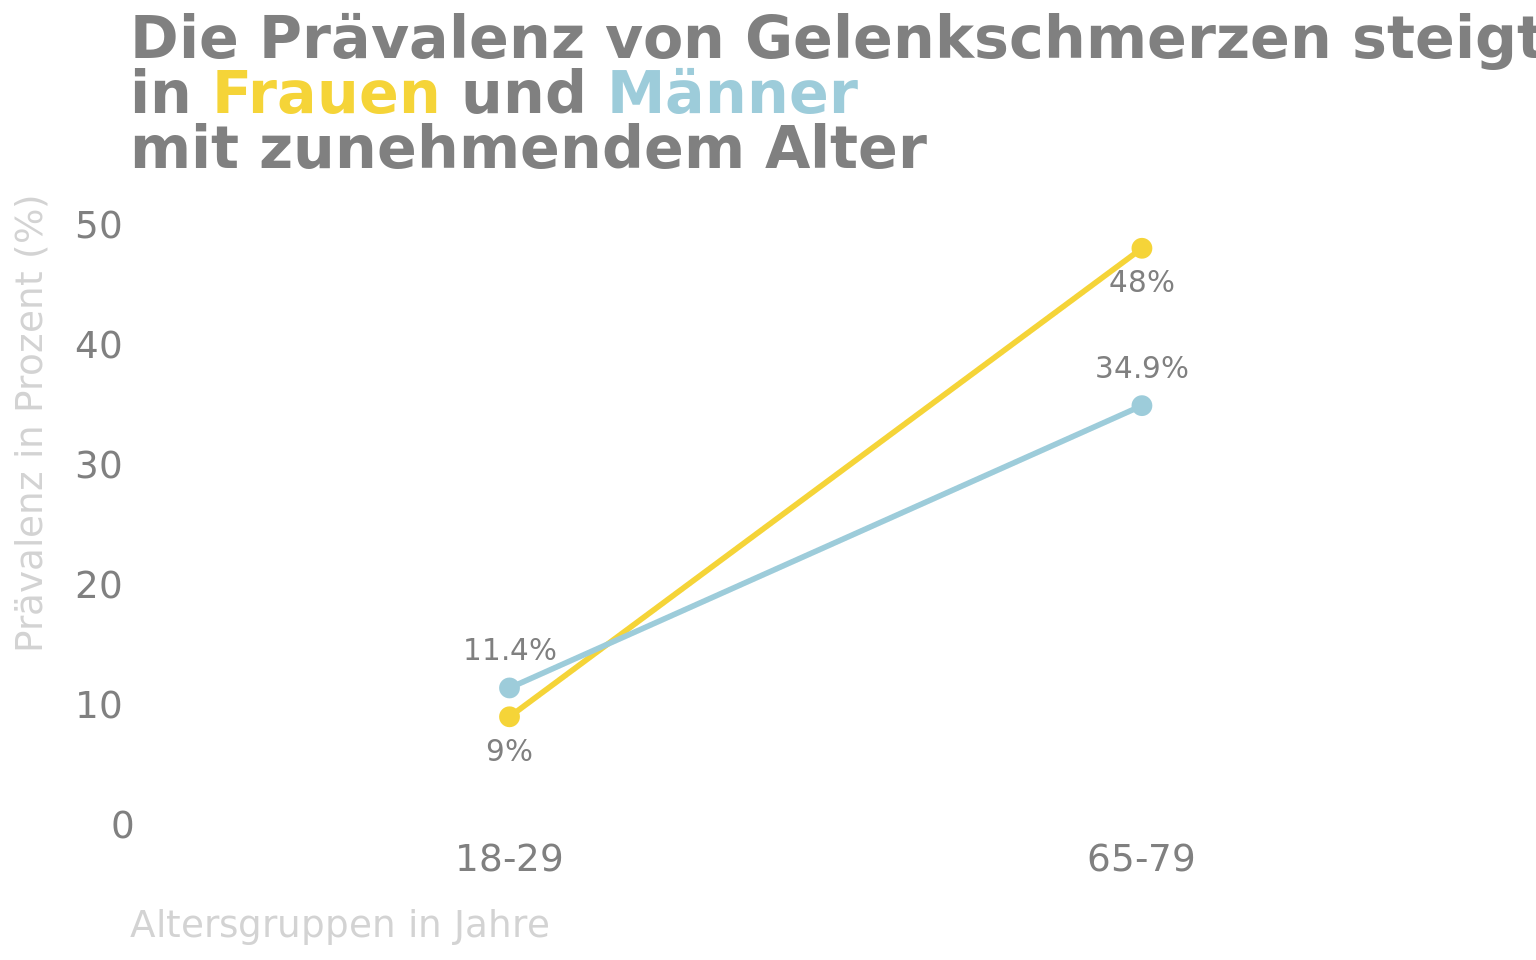 Die Prävalenz von Gelenkschmerzen steigt
in Frauen und Männer
mit zunehmendem Alter
Prävalenz in Prozent (%)
50
40
30
20
10
0
48%
34.9%
11.4%
9%
18-29
65-79
Altersgruppen in Jahre